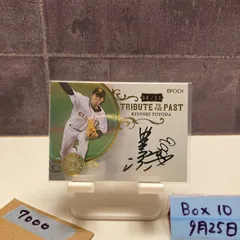 EPOCH
TRIBUTE TO THE PAST
KIYOSHI TOYODA
7000
Box 10
9月25日